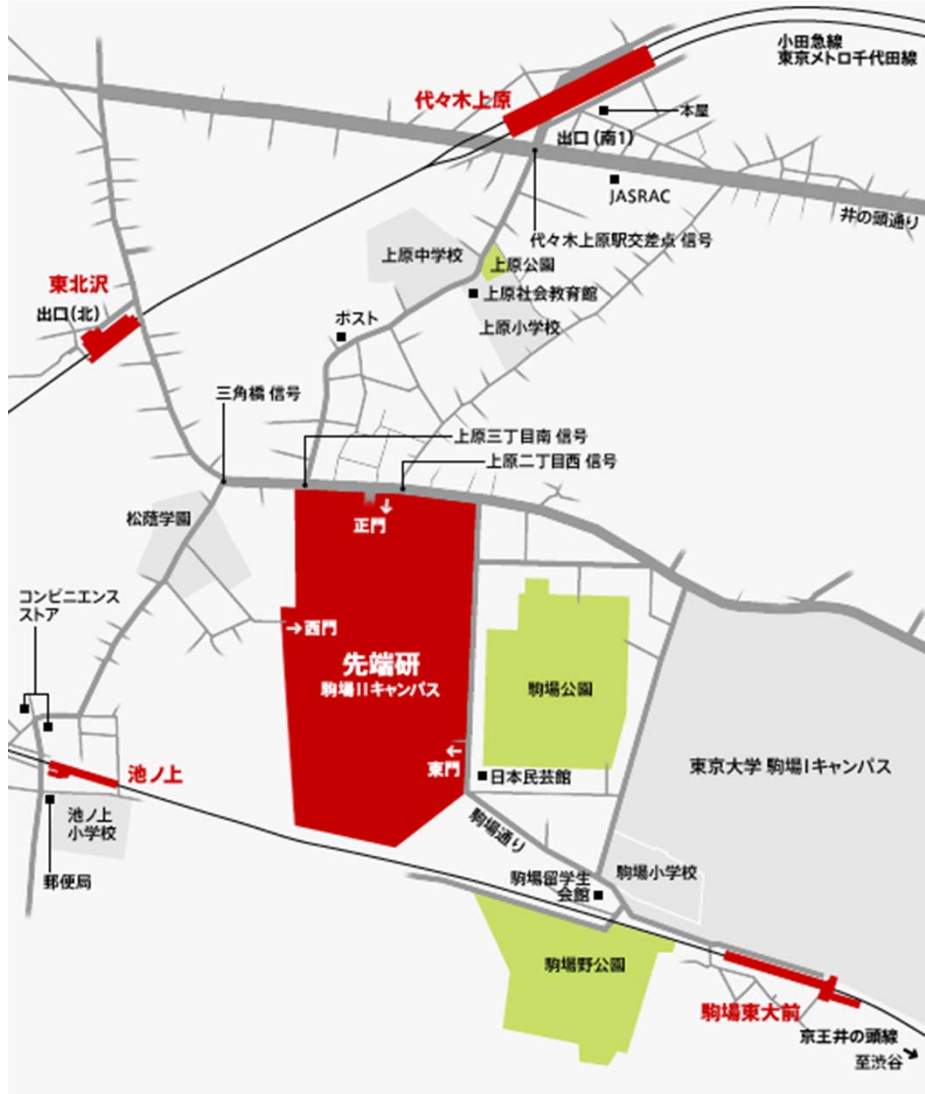 小田急線
東京メトロ千代田線
代々木上原
本屋
出口(南1)
JASRAC
井の頭通り
代々木上原駅交差点 信号
上原中学校
上原公園
東北沢
出口(北)
上原社会教育館
ポスト
上原小学校
三角橋 信号
上原三丁目南 信号
上原二丁目西 信号
松蔭学園
正門
コンビニエンス
ストア
→西門
先端研
駒場IIキャンパス
駒場公園
東門
池ノ上
日本民芸館
東京大学 駒場Iキャンパス
池ノ上
小学校
駒場通り
郵便局
駒場留学生
会館
駒場小学校
駒場野公園
駒場東大前
京王井の頭線
至渋谷